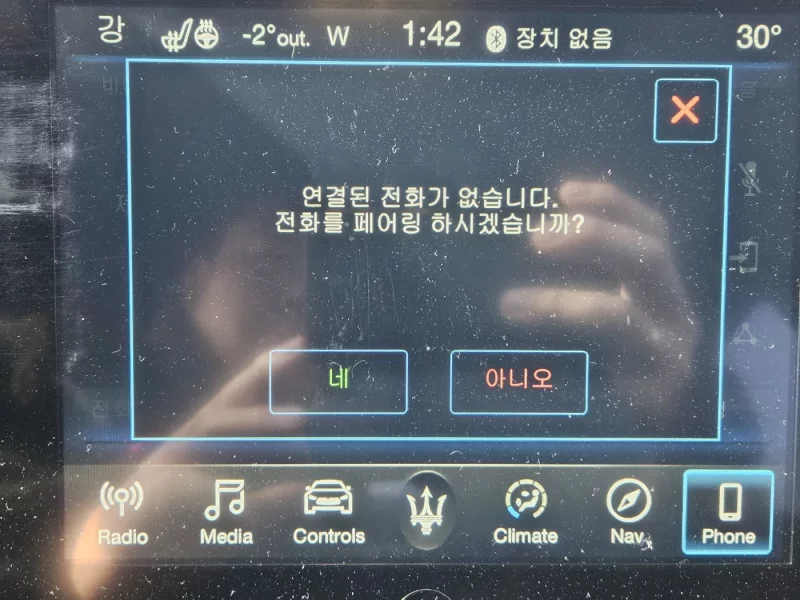 강 -2°out. W 1:42 장치 없음 30°
연결된 전화가 없습니다.
전화를 페어링 하시겠습니까?
네 아니오
Radio Media Controls Climate Nav Phone